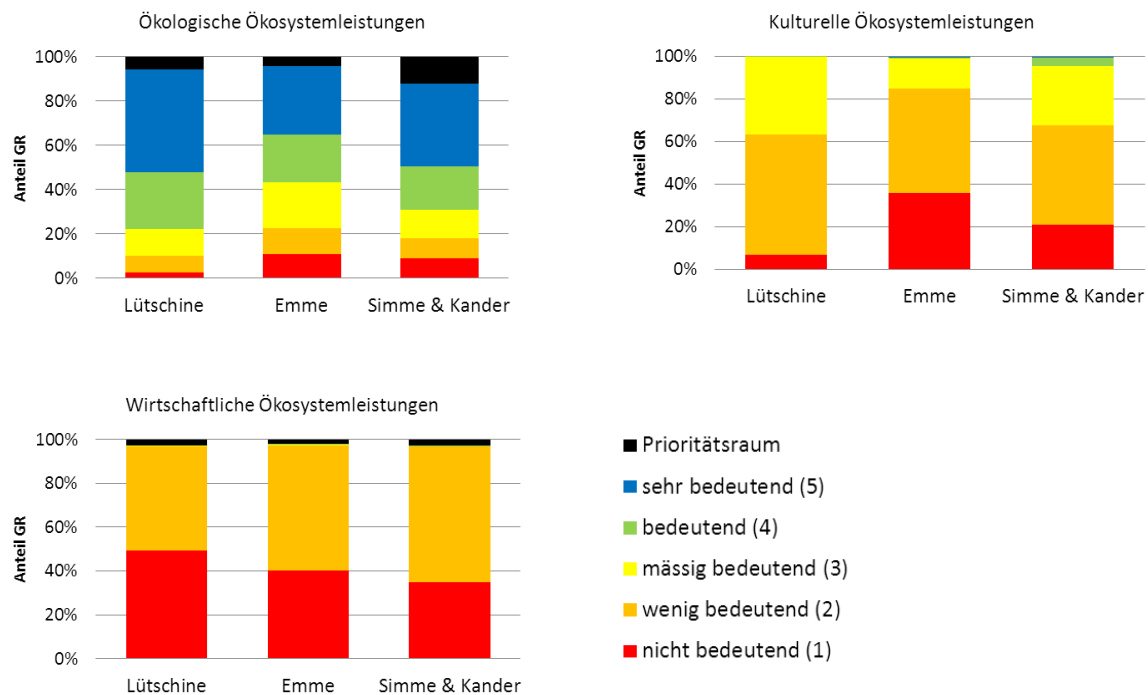 Ökologische Ökosystemleistungen
100%
80%
60%
40%
20%
0%
Anteil GR
Lütschine Emme Simme & Kander
Kulturelle Ökosystemleistungen
100%
80%
60%
40%
20%
0%
Anteil GR
Lütschine Emme Simme & Kander
Wirtschaftliche Ökosystemleistungen
100%
80%
60%
40%
20%
0%
Anteil GR
Lütschine Emme Simme & Kander
Prioritätsraum
sehr bedeutend (5)
bedeutend (4)
mässig bedeutend (3)
wenig bedeutend (2)
nicht bedeutend (1)